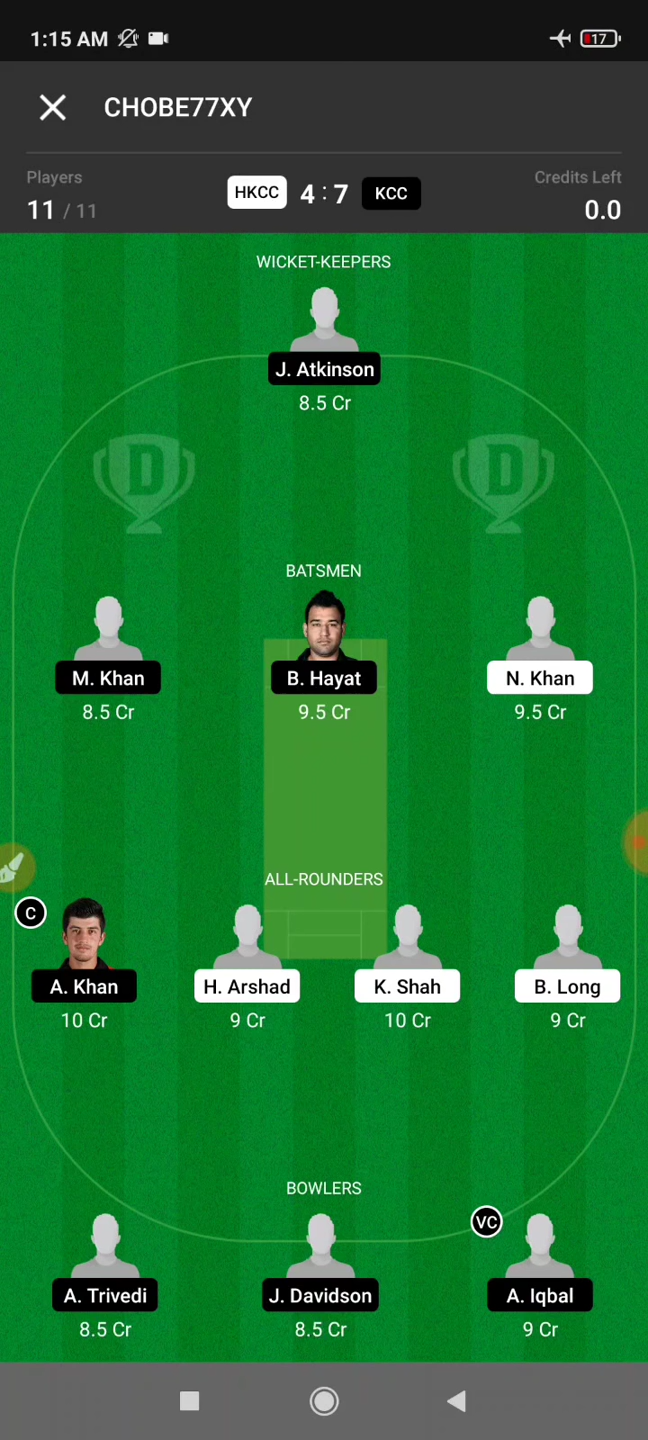 1:15 AM 17
CHOBE77XY
Players
Credits Left
HKCC 4 : 7 KCC
11 / 11
0.0
WICKET-KEEPERS
J. Atkinson
8.5 Cr
D D
BATSMEN
M. Khan B. Hayat N. Khan
8.5 Cr 9.5 Cr 9.5 Cr
ALL-ROUNDERS
C
A. Khan H. Arshad K. Shah B. Long
10 Cr 9 Cr 10 Cr 9 Cr
BOWLERS
VC
A. Trivedi J. Davidson A. Iqbal
8.5 Cr 8.5 Cr 9 Cr